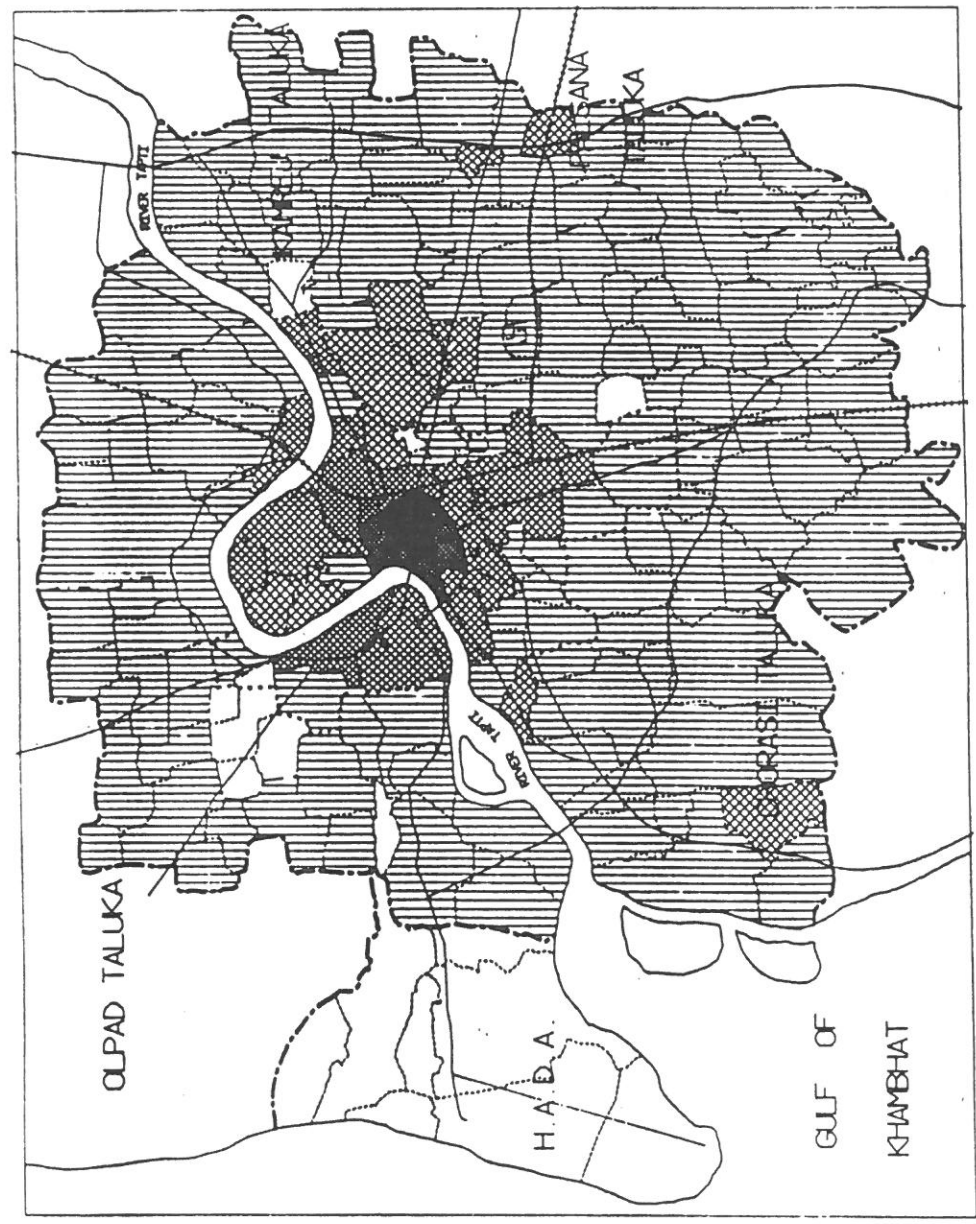 OLPAD TALUKA
RIVER TAPTI
TALUKA
RIVER TAPTI
H.A.D.A.
GULF OF
KHAMBHAT